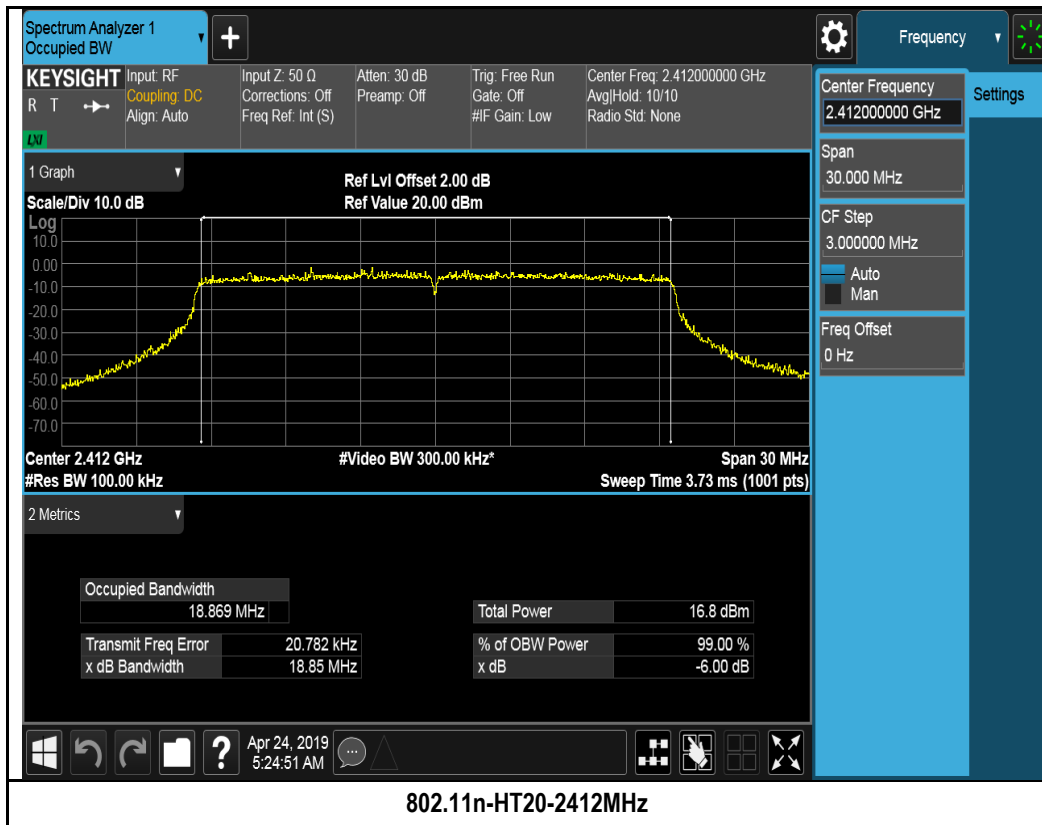 Spectrum Analyzer 1
Occupied BW
+
Frequency
KEYSIGHT
R T
LXI
Input: RF
Coupling: DC
Align: Auto
Input Z: 50 Ω
Corrections: Off
Freq Ref: Int (S)
Atten: 30 dB
Preamp: Off
Trig: Free Run
Gate: Off
#IF Gain: Low
Center Freq: 2.412000000 GHz
Avg|Hold: 10/10
Radio Std: None
Center Frequency
2.412000000 GHz
Settings
Span
30.000 MHz
CF Step
3.000000 MHz
Auto
Man
Freq Offset
0 Hz
1 Graph
Scale/Div 10.0 dB
Ref Lvl Offset 2.00 dB
Ref Value 20.00 dBm
Log
10.0
0.00
-10.0
-20.0
-30.0
-40.0
-50.0
-60.0
-70.0
Center 2.412 GHz
#Video BW 300.00 kHz*
Span 30 MHz
#Res BW 100.00 kHz
Sweep Time 3.73 ms (1001 pts)
2 Metrics
Occupied Bandwidth
18.869 MHz
Total Power 16.8 dBm
Transmit Freq Error 20.782 kHz
% of OBW Power 99.00 %
x dB Bandwidth 18.85 MHz
x dB -6.00 dB
?
Apr 24, 2019
5:24:51 AM
802.11n-HT20-2412MHz